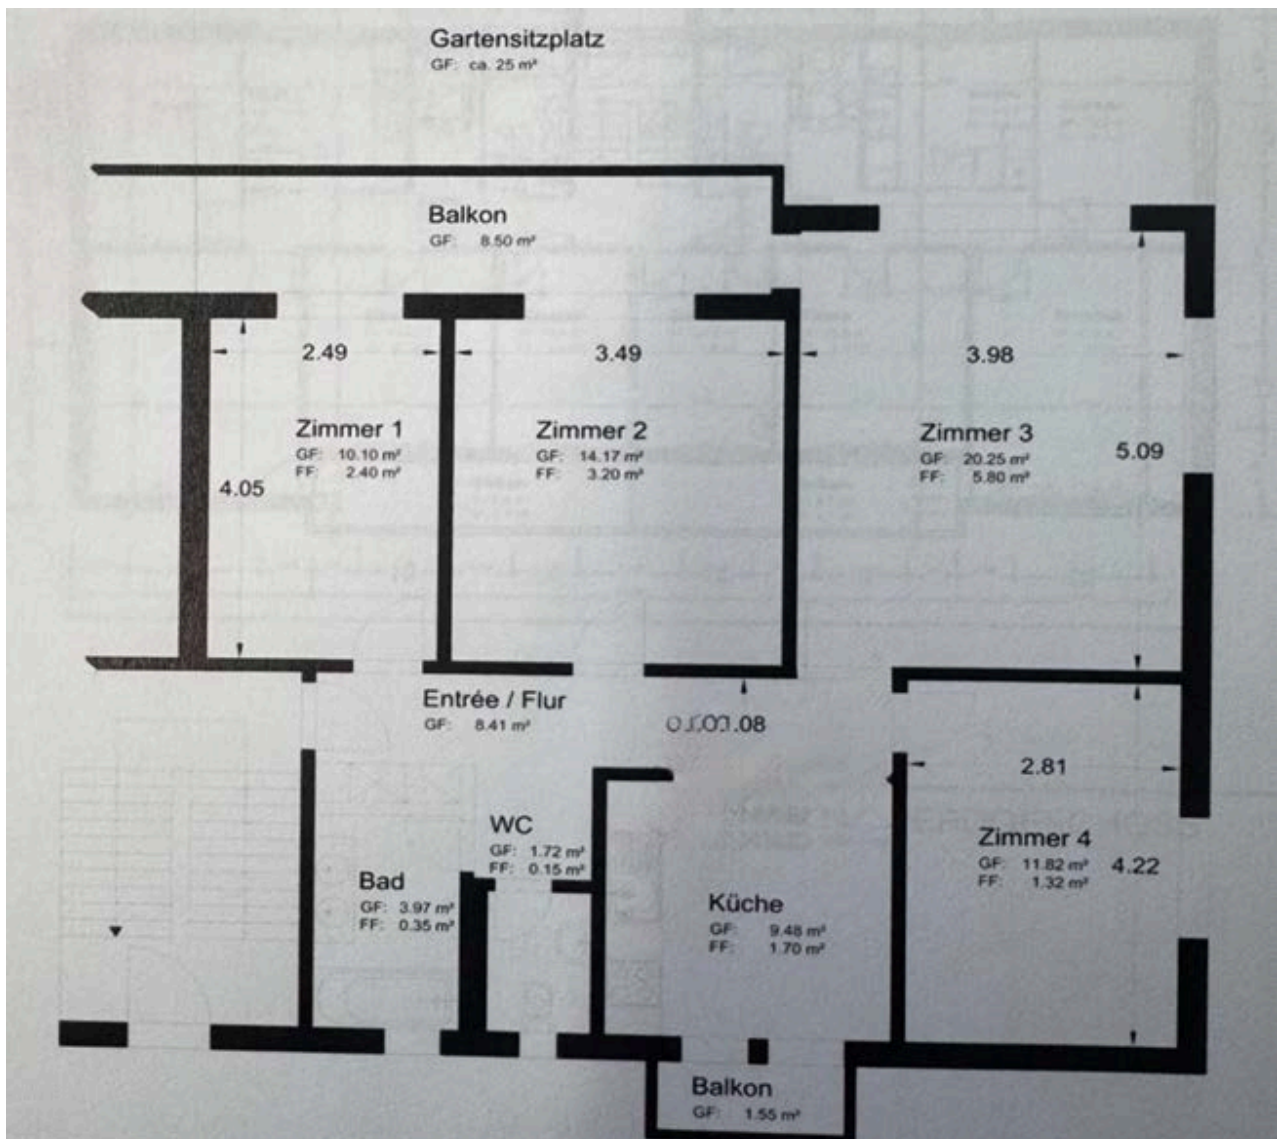 Gartensitzplatz
GF: ca. 25 m²
Balkon
GF: 8.50 m²
2.49
3.49
3.98
Zimmer 1
GF: 10.10 m²
FF: 2.40 m²
4.05
Zimmer 2
GF: 14.17 m²
FF: 3.20 m²
Zimmer 3
GF: 20.25 m²
FF: 5.80 m²
5.09
Entrée / Flur
GF: 8.41 m²
1.08
2.81
WC
GF: 1.72 m²
FF: 0.15 m²
Zimmer 4
GF: 11.82 m²
FF: 1.32 m²
4.22
Bad
GF: 3.97 m²
FF: 0.35 m²
Küche
GF: 9.48 m²
FF: 1.70 m²
Balkon
GF: 1.55 m²